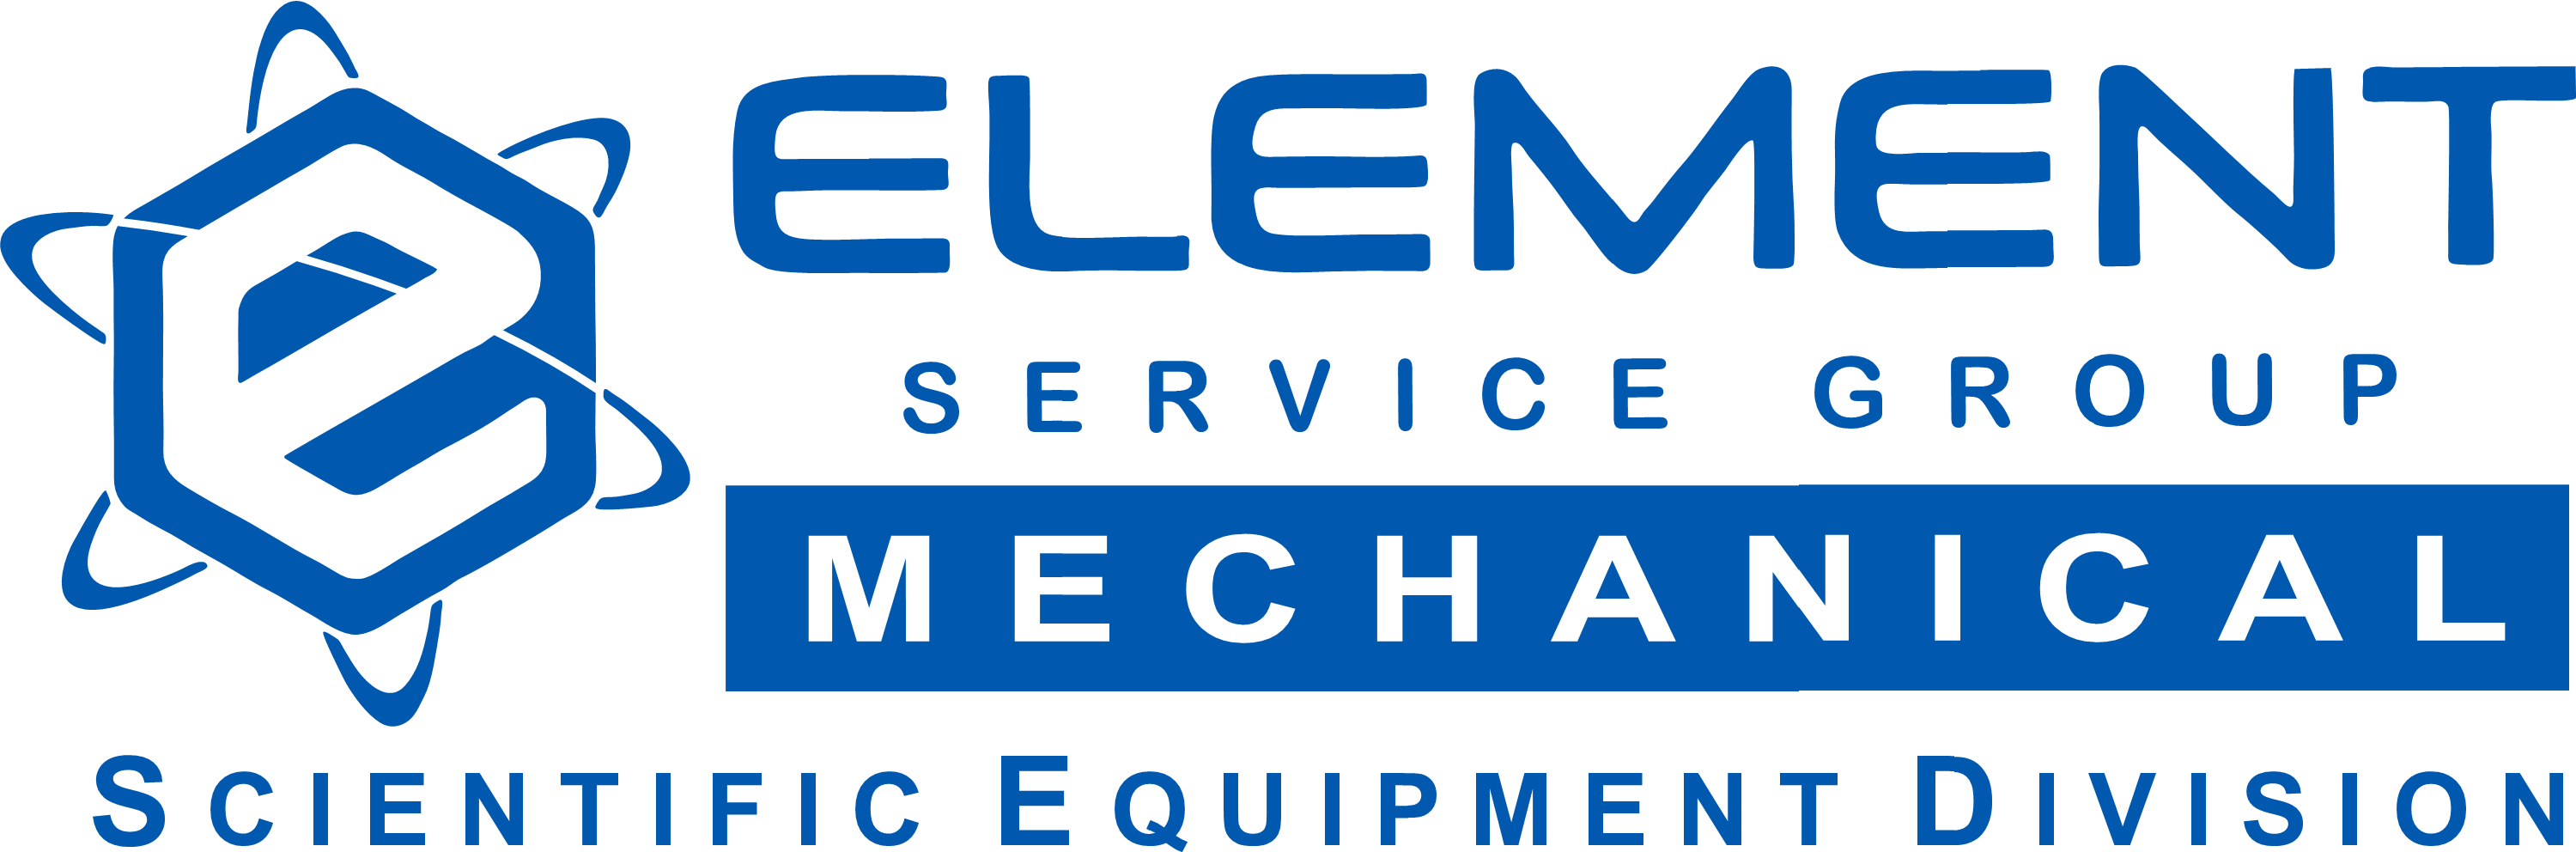 ELEMENT
SERVICE GROUP
MECHANICAL
SCIENTIFIC EQUIPMENT DIVISION